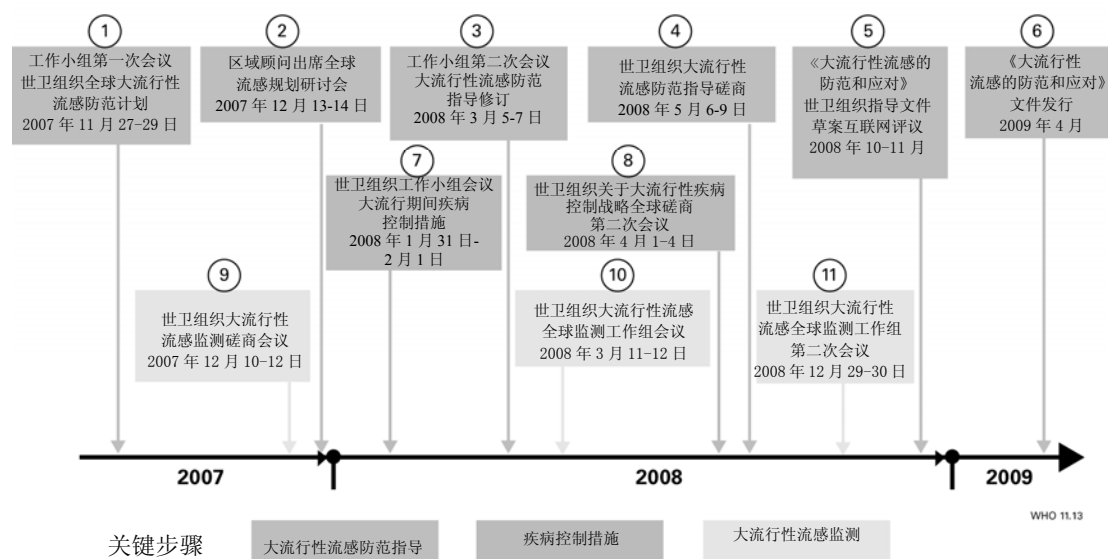 1
工作小组第一次会议
世卫组织全球大流行性
流感防范计划
2007 年 11 月 27-29 日
2
区域顾问出席全球
流感规划研讨会
2007 年 12 月 13-14 日
3
工作小组第二次会议
大流行性流感防范
指导修订
2008 年 3 月 5-7 日
4
世卫组织大流行性
流感防范指导磋商
2008 年 5 月 6-9 日
5
《大流行性流感的
防范和应对》
世卫组织指导文件
草案互联网评议
2008 年 10-11 月
6
《大流行性
流感的防范和应对》
文件发行
2009 年 4 月
7
世卫组织工作小组会议
大流行期间疾病
控制措施
2008 年 1 月 31 日-
2 月 1 日
8
世卫组织关于大流行性疾病
控制战略全球磋商
第二次会议
2008 年 4 月 1-4 日
9
世卫组织大流行性
流感监测磋商会议
2007 年 12 月 10-12 日
10
世卫组织大流行性流感
全球监测工作组会议
2008 年 3 月 11-12 日
11
世卫组织大流行性
流感全球监测工作组
第二次会议
2008 年 12 月 29-30 日
2007
2008
2009
WHO 11.13
关键步骤
大流行性流感防范指导
疾病控制措施
大流行性流感监测